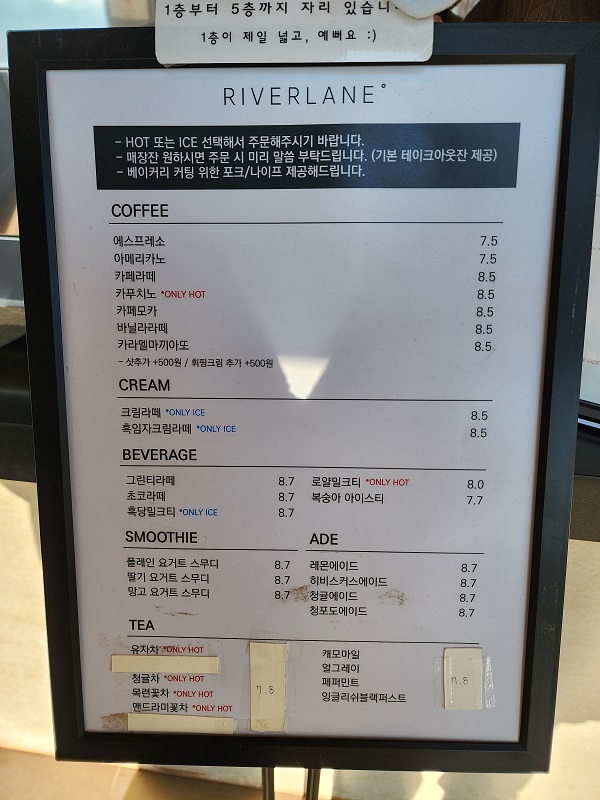 1층부터 5층까지 자리 있습니
1층이 제일 넓고, 예뻐요 :)
RIVERLANE°
- HOT 또는 ICE 선택해서 주문해주시기 바랍니다.
- 매장잔 원하시면 주문 시 미리 말씀 부탁드립니다. (기본 테이크아웃잔 제공)
- 베이커리 커팅 위한 포크/나이프 제공해드립니다.
COFFEE
에스프레소 7.5
아메리카노 7.5
카페라떼 8.5
카푸치노 *ONLY HOT 8.5
카페모카 8.5
바닐라라떼 8.5
카라멜마끼아또 8.5
- 샷추가 +500원 / 휘핑크림 추가 +500원
CREAM
크림라떼 *ONLY ICE 8.5
흑임자크림라떼 *ONLY ICE 8.5
BEVERAGE
그린티라떼 8.7
초코라떼 8.7
흑당밀크티 *ONLY ICE 8.7
로얄밀크티 *ONLY HOT 8.0
복숭아 아이스티 7.7
SMOOTHIE
플레인 요거트 스무디 8.7
딸기 요거트 스무디 8.7
망고 요거트 스무디 8.7
ADE
레몬에이드 8.7
히비스커스에이드 8.7
청귤에이드 8.7
청포도에이드 8.7
TEA
유자차 *ONLY HOT
청귤차 *ONLY HOT
목련꽃차 *ONLY HOT
맨드라미꽃차 *ONLY HOT
7.8
캐모마일
얼그레이
페퍼민트
잉글리쉬블랙퍼스트
7.8